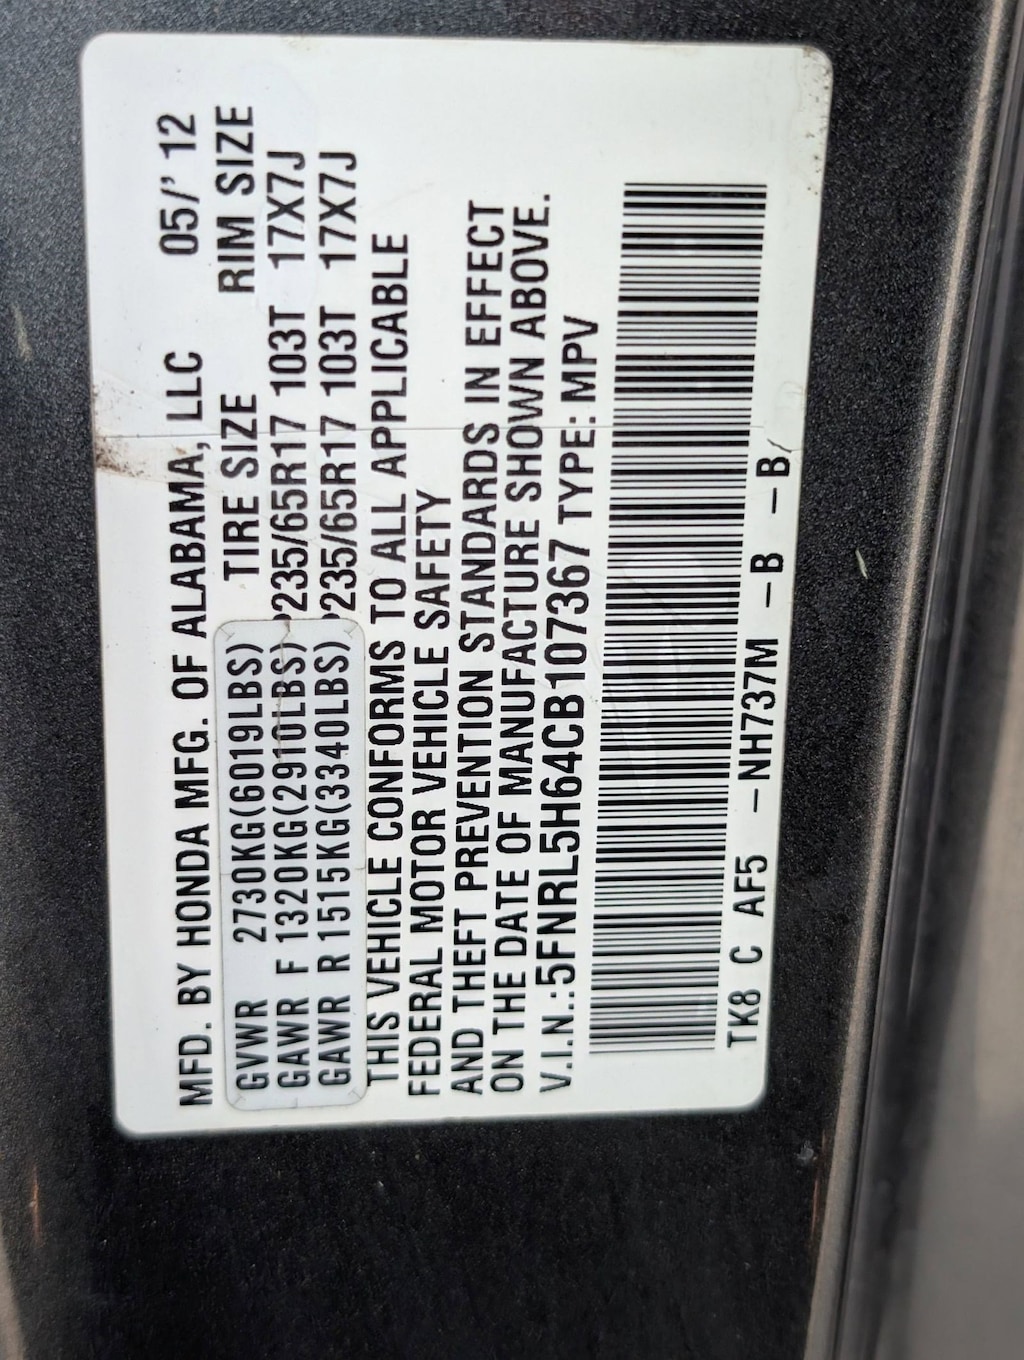 MFD. BY HONDA MFG. OF ALABAMA, LLC 05/'12
TIRE SIZE RIM SIZE
GVWR 2730KG(6019LBS)
GAWR F 1320KG(2910LBS) P235/65R17 103T 17X7J
GAWR R 1515KG(3340LBS) P235/65R17 103T 17X7J
THIS VEHICLE CONFORMS TO ALL APPLICABLE
FEDERAL MOTOR VEHICLE SAFETY
AND THEFT PREVENTION STANDARDS IN EFFECT
ON THE DATE OF MANUFACTURE SHOWN ABOVE.
V.I.N.:5FNRL5H64CB107367 TYPE:MPV
TK8 C AF5 –NH737M –B –B